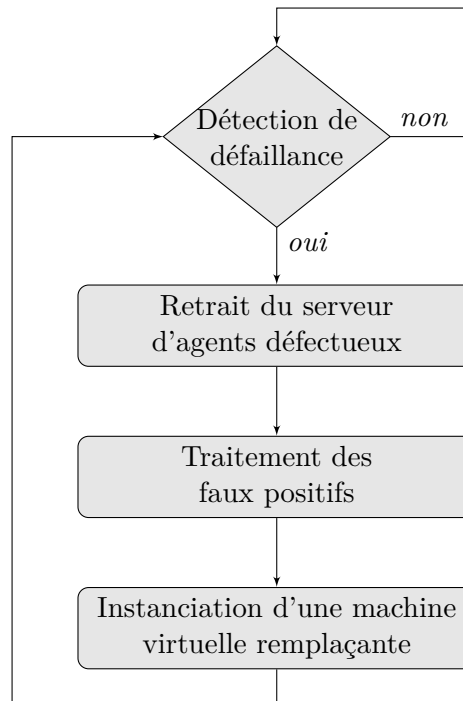 Détection de
défaillance
non
oui
Retrait du serveur
d'agents défectueux
Traitement des
faux positifs
Instanciation d'une machine
virtuelle remplaçante